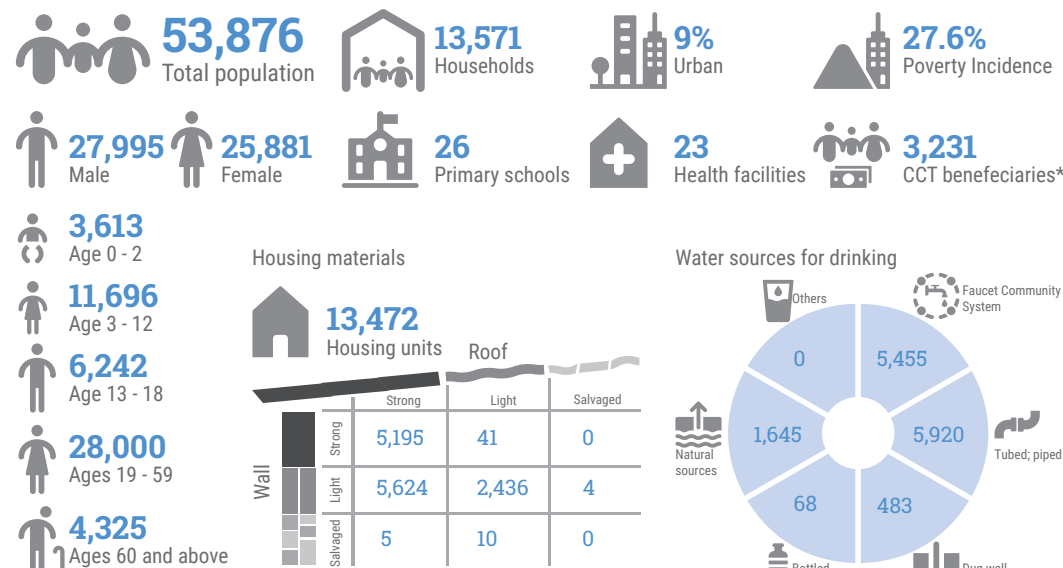 53,876
Total population
13,571
Households
9%
Urban
27.6%
Poverty Incidence
27,995
Male
25,881
Female
26
Primary schools
23
Health facilities
3,231
CCT benefeciaries*
3,613
Age 0 - 2
11,696
Age 3 - 12
6,242
Age 13 - 18
28,000
Ages 19 - 59
4,325
Ages 60 and above
Housing materials
13,472
Housing units
Roof
Strong Light Salvaged
Wall
Strong 5,195 41 0
Light 5,624 2,436 4
Salvaged 5 10 0
Water sources for drinking
Others
Faucet Community
System
0 5,455
1,645 5,920
Natural
sources
Tubed; piped
68 483
Bottled
Dug well